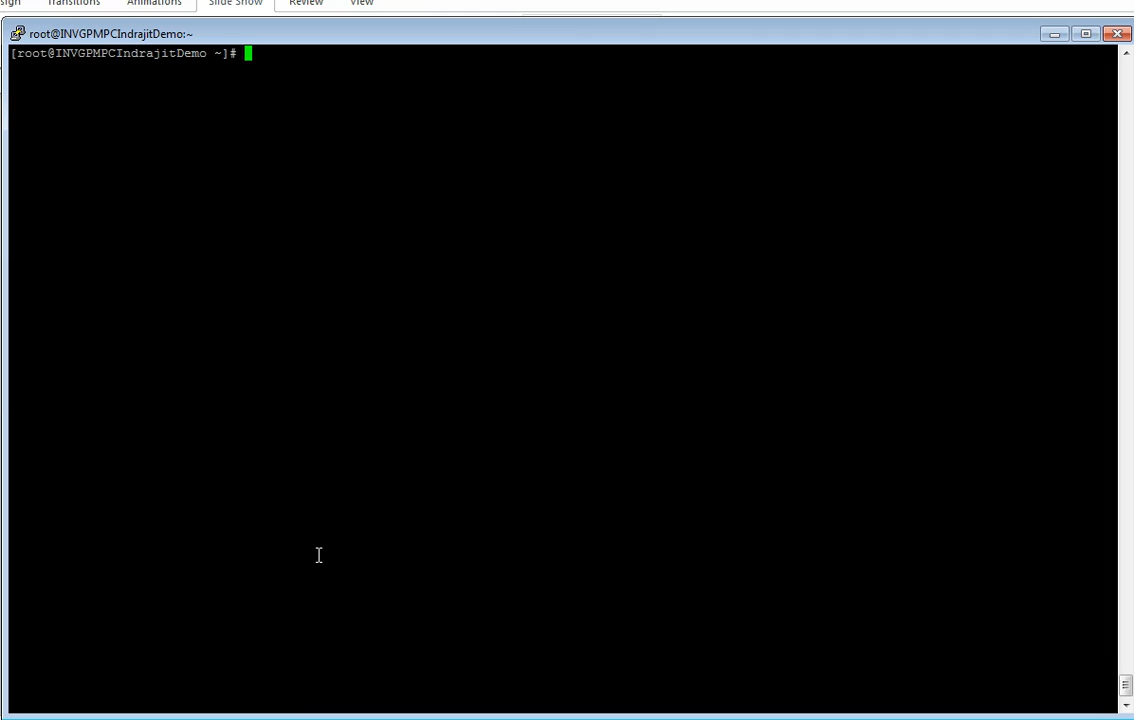 sign Transitions Animations Slide Show Review View
root@INVGPMPCIndrajitDemo:~
[root@INVGPMPCIndrajitDemo ~]#